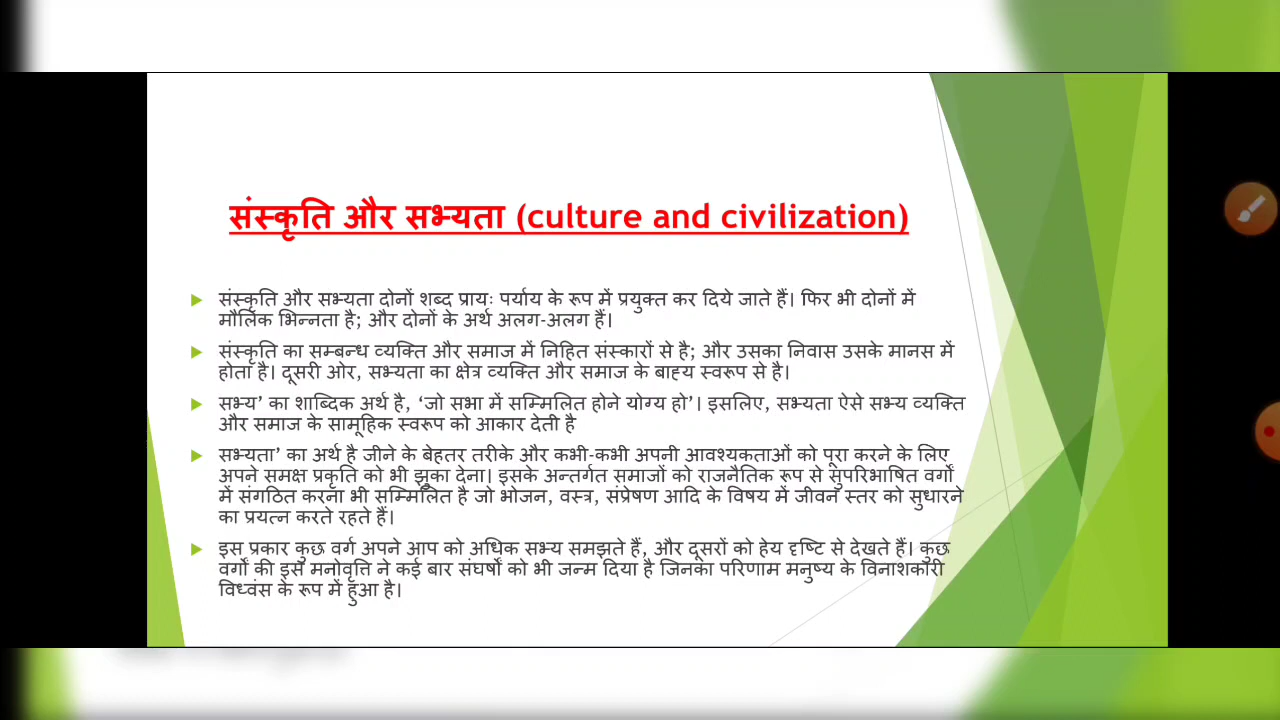 संस्कृति और सभ्यता (culture and civilization)
संस्कृति और सभ्यता दोनों शब्द प्रायः पर्याय के रूप में प्रयुक्त कर दिये जाते हैं। फिर भी दोनों में
मौलिक भिन्नता है; और दोनों के अर्थ अलग-अलग हैं।
संस्कृति का सम्बन्ध व्यक्ति और समाज में निहित संस्कारों से है; और उसका निवास उसके मानस में
होता है। दूसरी ओर, सभ्यता का क्षेत्र व्यक्ति और समाज के बाह्य स्वरूप से है।
सभ्य’ का शाब्दिक अर्थ है, ‘जो सभा में सम्मिलित होने योग्य हो’। इसलिए, सभ्यता ऐसे सभ्य व्यक्ति
और समाज के सामूहिक स्वरूप को आकार देती है
सभ्यता’ का अर्थ है जीने के बेहतर तरीके और कभी-कभी अपनी आवश्यकताओं को पूरा करने के लिए
अपने समक्ष प्रकृति को भी झुका देना। इसके अन्तर्गत समाजों को राजनैतिक रूप से सुपरिभाषित वर्गों
में संगठित करना भी सम्मिलित है जो भोजन, वस्त्र, संप्रेषण आदि के विषय में जीवन स्तर को सुधारने
का प्रयत्न करते रहते हैं।
इस प्रकार कुछ वर्ग अपने आप को अधिक सभ्य समझते हैं, और दूसरों को हेय दृष्टि से देखते हैं। कुछ
वर्गों की इस मनोवृत्ति ने कई बार संघर्षों को भी जन्म दिया है जिनका परिणाम मनुष्य के विनाशकारी
विध्वंस के रूप में हुआ है।